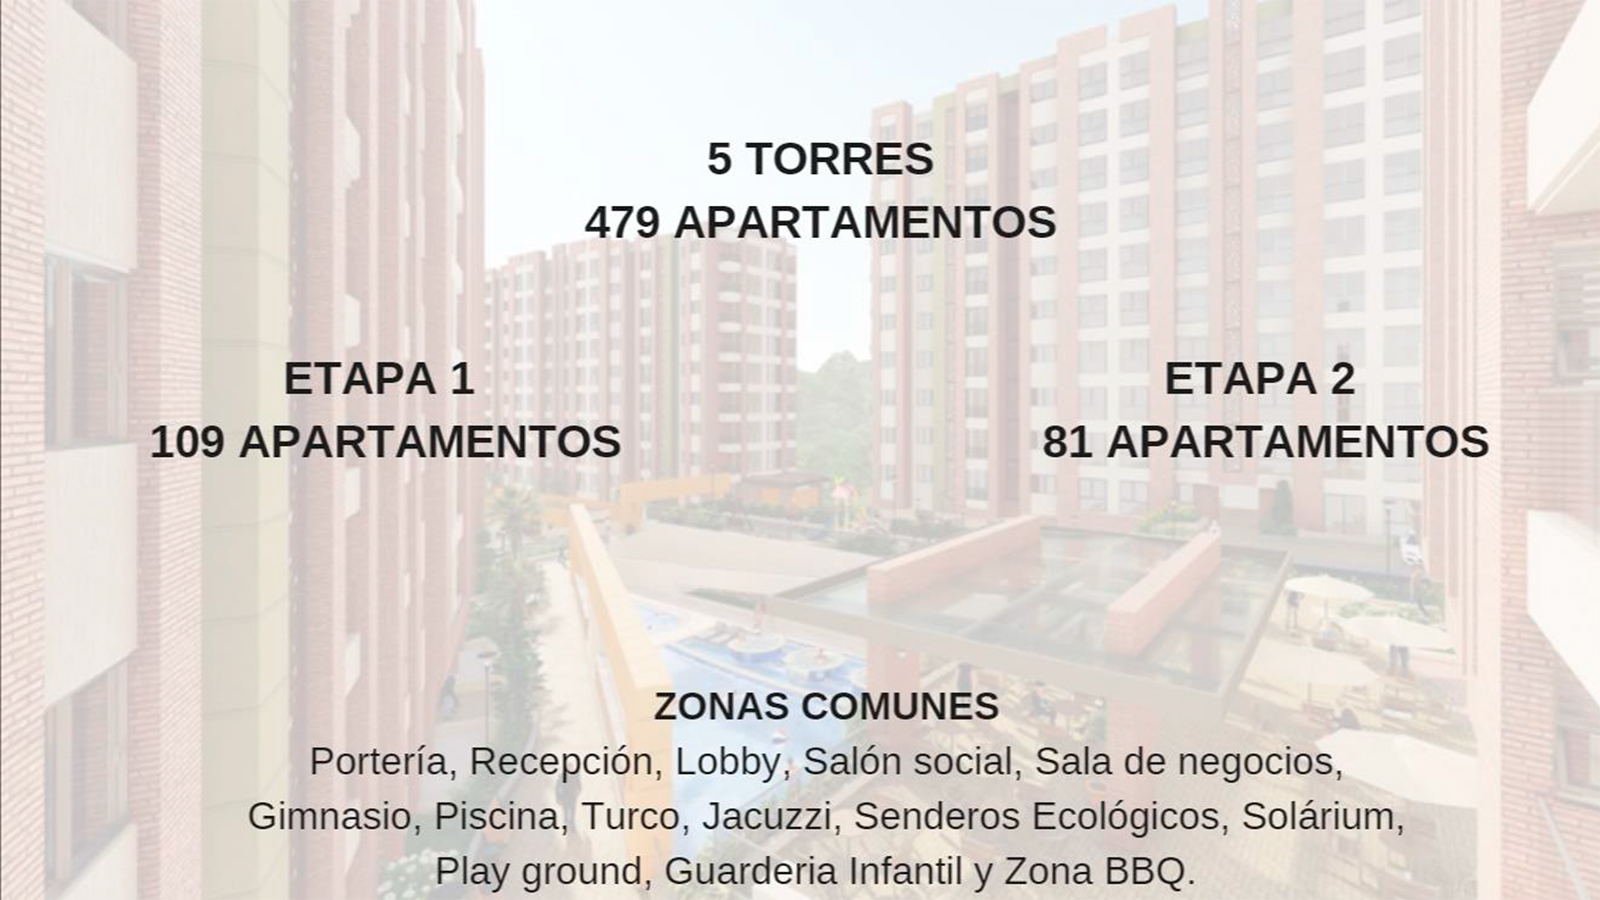 5 TORRES
479 APARTAMENTOS
ETAPA 1
109 APARTAMENTOS
ETAPA 2
81 APARTAMENTOS
ZONAS COMUNES
Portería, Recepción, Lobby, Salón social, Sala de negocios,
Gimnasio, Piscina, Turco, Jacuzzi, Senderos Ecológicos, Solárium,
Play ground, Guarderia Infantil y Zona BBQ.